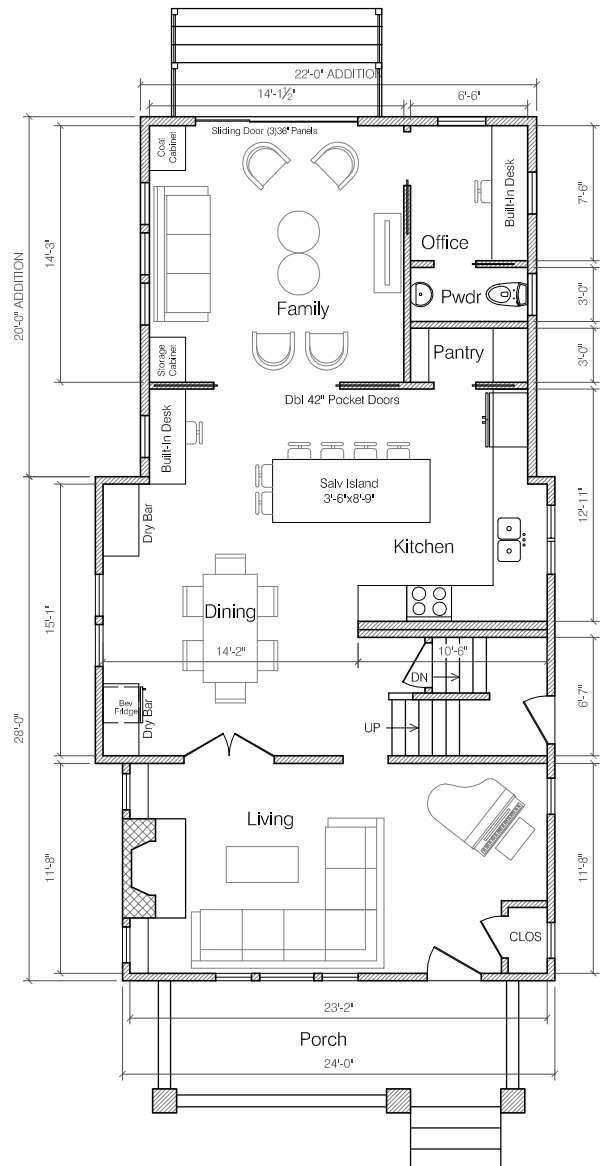 22'-0" ADDITION
14'-1½"
6'-6"
Sliding Door (3)36" Panels
Coat
Cabinet
Built-In Desk
7'-6"
14'-3"
20'-0" ADDITION
Office
Family
Pwdr
3'-0"
Pantry
3'-0"
Storage
Cabinet
Dbl 42" Pocket Doors
Built-In Desk
Salv Island
3'-6"x8'-9"
12'-11"
Dry Bar
Kitchen
Dining
15'-1"
14'-2"
10'-6"
DN
6'-7"
Bev
Fridge
Dry Bar
UP
28'-0"
Living
11'-8"
11'-8"
CLOS
23'-2"
Porch
24'-0"